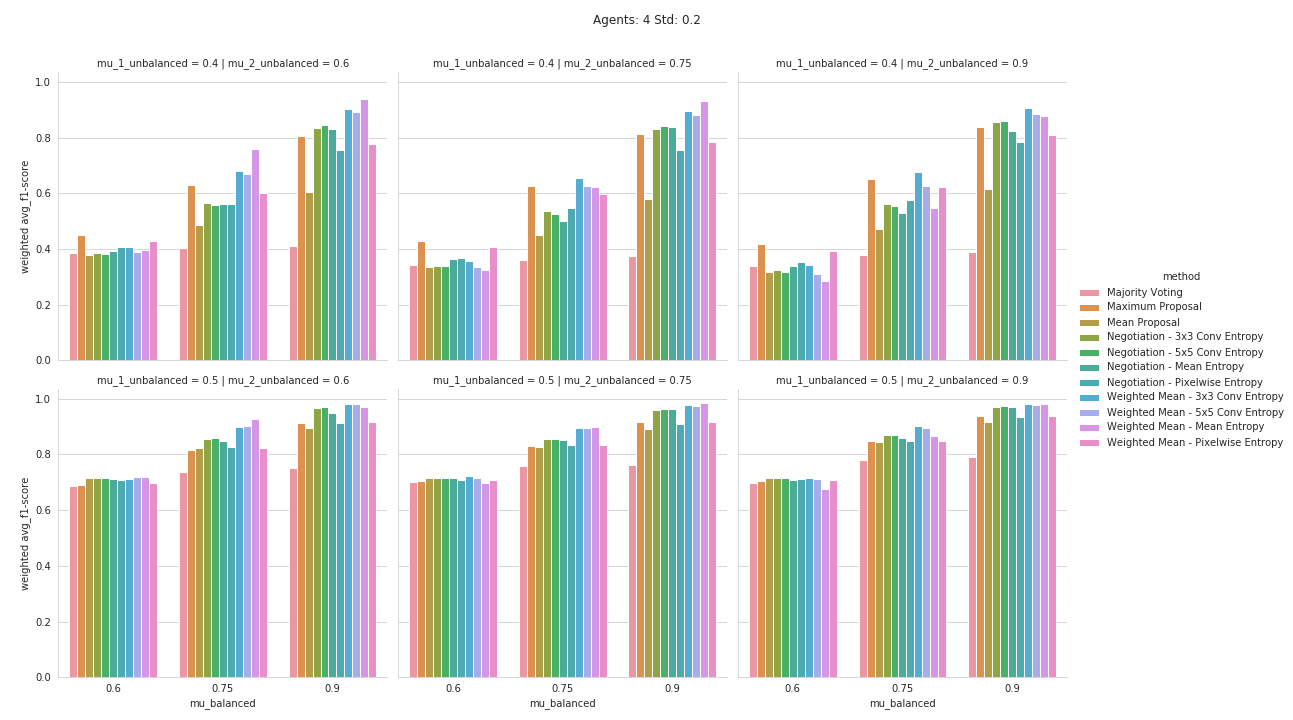 Agents: 4 Std: 0.2
mu_1_unbalanced = 0.4 | mu_2_unbalanced = 0.6
mu_1_unbalanced = 0.4 | mu_2_unbalanced = 0.75
mu_1_unbalanced = 0.4 | mu_2_unbalanced = 0.9
1.0
0.8
0.6
0.4
0.2
0.0
weighted avg_f1-score
mu_1_unbalanced = 0.5 | mu_2_unbalanced = 0.6
mu_1_unbalanced = 0.5 | mu_2_unbalanced = 0.75
mu_1_unbalanced = 0.5 | mu_2_unbalanced = 0.9
1.0
0.8
0.6
0.4
0.2
0.0
weighted avg_f1-score
0.6 0.75 0.9
mu_balanced
0.6 0.75 0.9
mu_balanced
0.6 0.75 0.9
mu_balanced
method
Majority Voting
Maximum Proposal
Mean Proposal
Negotiation - 3x3 Conv Entropy
Negotiation - 5x5 Conv Entropy
Negotiation - Mean Entropy
Negotiation - Pixelwise Entropy
Weighted Mean - 3x3 Conv Entropy
Weighted Mean - 5x5 Conv Entropy
Weighted Mean - Mean Entropy
Weighted Mean - Pixelwise Entropy